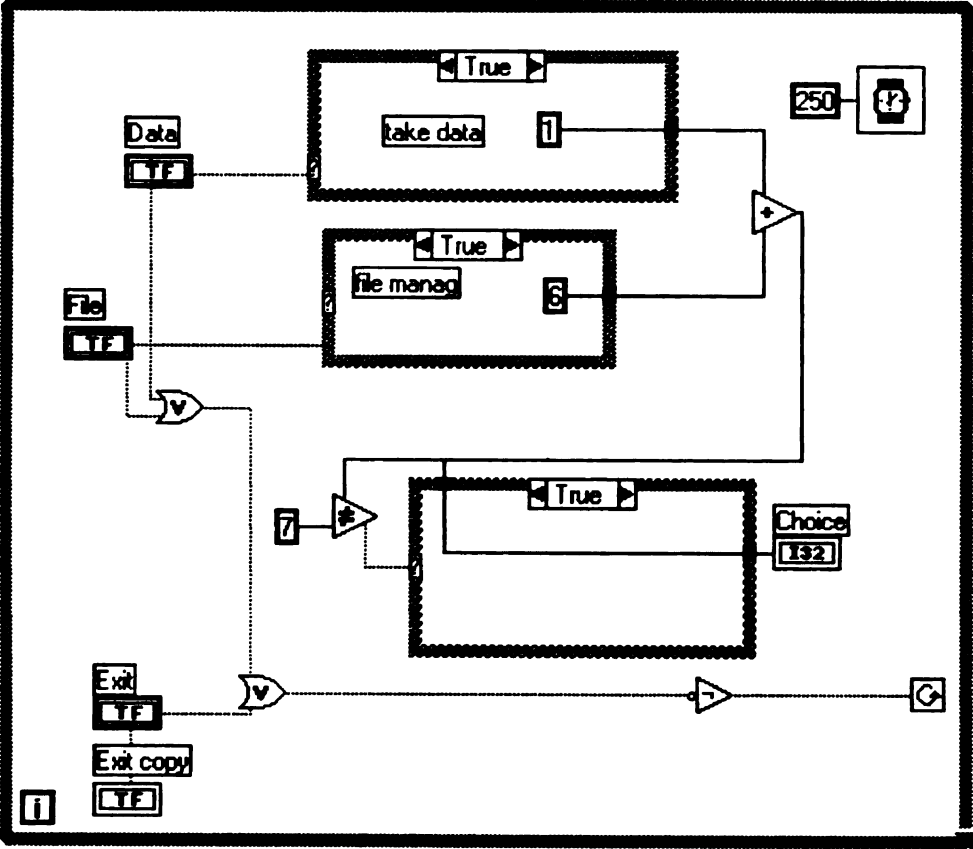 True
take data
1
250
Data
TF
?
+
True
file manag
6
File
TF
?
V
True
7
≠
?
Choice
I32
Exit
TF
V
¬
Exit copy
TF
i